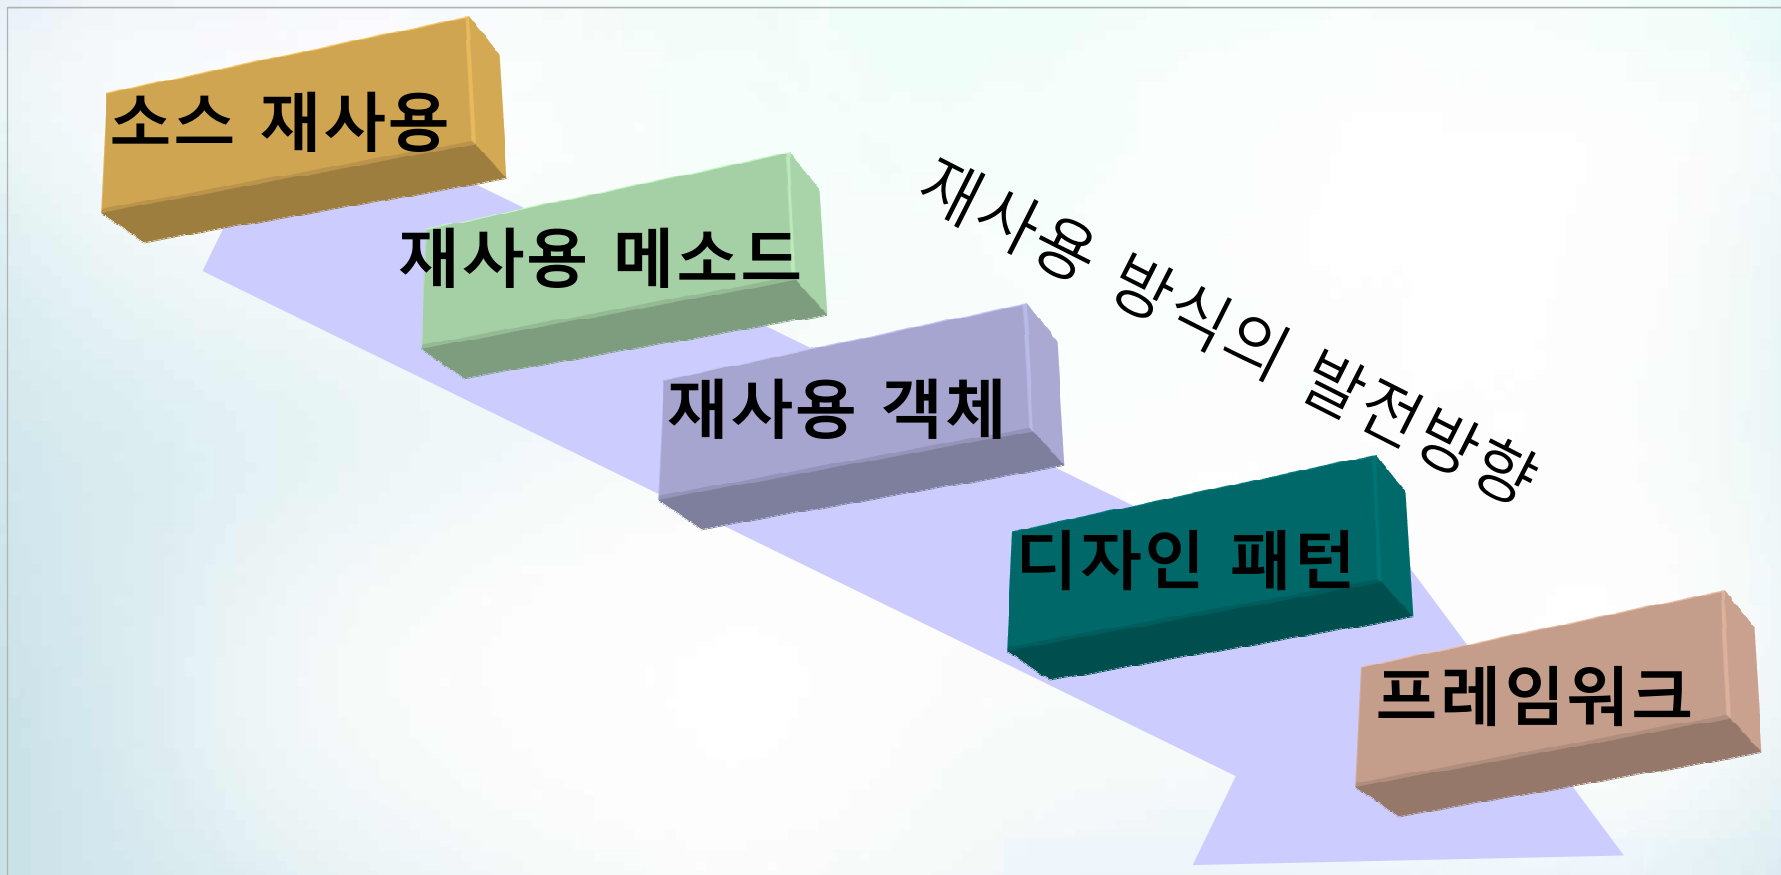 소스 재사용
재사용 메소드
재사용 방식의 발전방향
재사용 객체
디자인 패턴
프레임워크